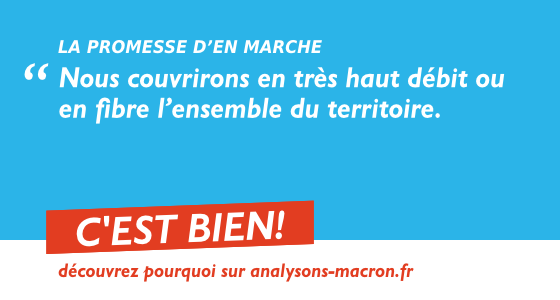 LA PROMESSE D’EN MARCHE
“ Nous couvrirons en très haut débit ou
en fibre l’ensemble du territoire.
C'EST BIEN!
découvrez pourquoi sur analysons-macron.fr